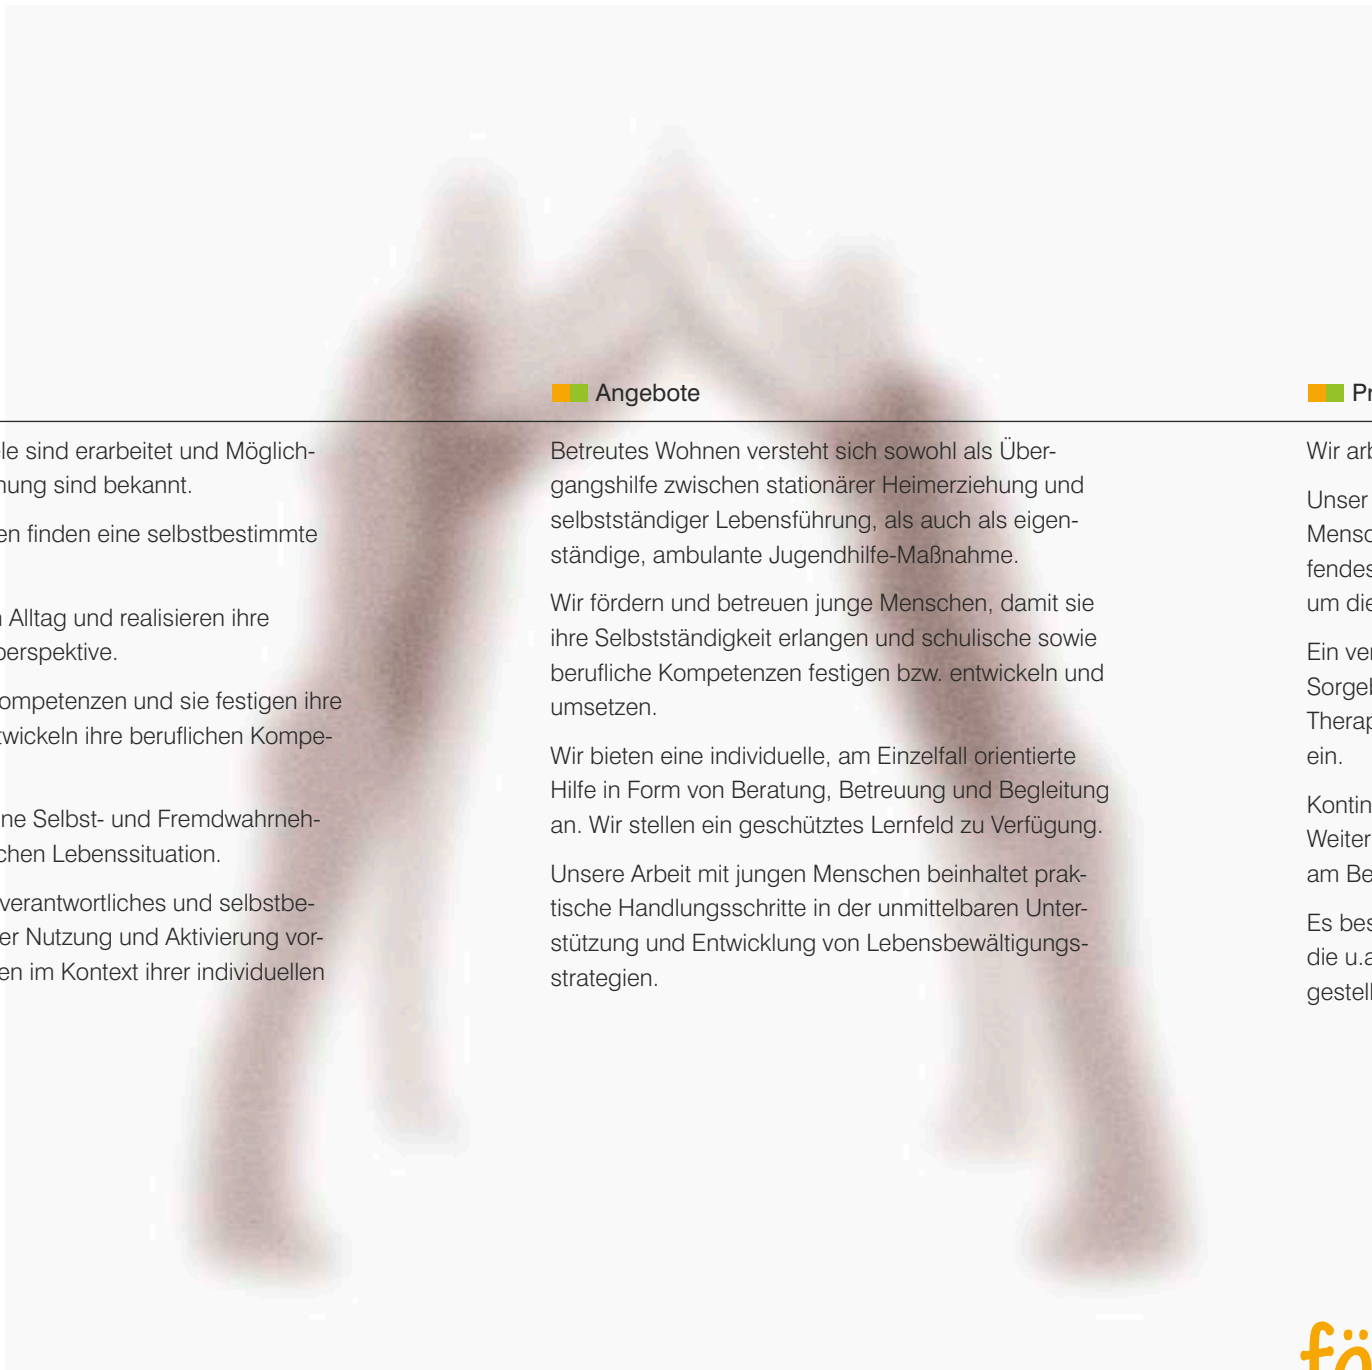 le sind erarbeitet und Möglich-
nung sind bekannt.
en finden eine selbstbestimmte
Alltag und realisieren ihre
perspektive.
ompetenzen und sie festigen ihre
twickeln ihre beruflichen Kompe-
ne Selbst- und Fremdwahrneh-
chen Lebenssituation.
verantwortliches und selbstbe-
er Nutzung und Aktivierung vor-
en im Kontext ihrer individuellen
Angebote
Betreutes Wohnen versteht sich sowohl als Über-
gangshilfe zwischen stationärer Heimerziehung und
selbstständiger Lebensführung, als auch als eigen-
ständige, ambulante Jugendhilfe-Maßnahme.
Wir fördern und betreuen junge Menschen, damit sie
ihre Selbstständigkeit erlangen und schulische sowie
berufliche Kompetenzen festigen bzw. entwickeln und
umsetzen.
Wir bieten eine individuelle, am Einzelfall orientierte
Hilfe in Form von Beratung, Betreuung und Begleitung
an. Wir stellen ein geschütztes Lernfeld zu Verfügung.
Unsere Arbeit mit jungen Menschen beinhaltet prak-
tische Handlungsschritte in der unmittelbaren Unter-
stützung und Entwicklung von Lebensbewältigungs-
strategien.
Pr
Wir arb
Unser
Mensc
fendes
um die
Ein ver
Sorgeb
Therap
ein.
Kontin
Weiter
am Be
Es bes
die u.a
gestell
fö